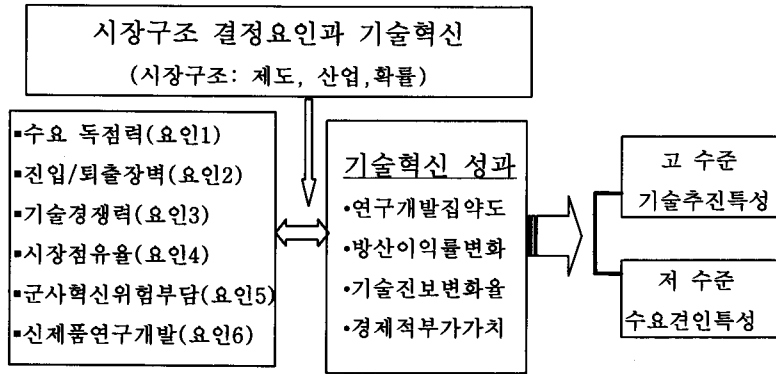 시장구조 결정요인과 기술혁신
(시장구조: 제도, 산업,확률)
▪수요 독점력(요인1)
▪진입/퇴출장벽(요인2)
▪기술경쟁력(요인3)
▪시장점유율(요인4)
▪군사혁신위험부담(요인5)
▪신제품연구개발(요인6)
기술혁신 성과
•연구개발집약도
•방산이익률변화
•기술진보변화율
•경제적부가가치
고 수준
기술추진특성
저 수준
수요견인특성